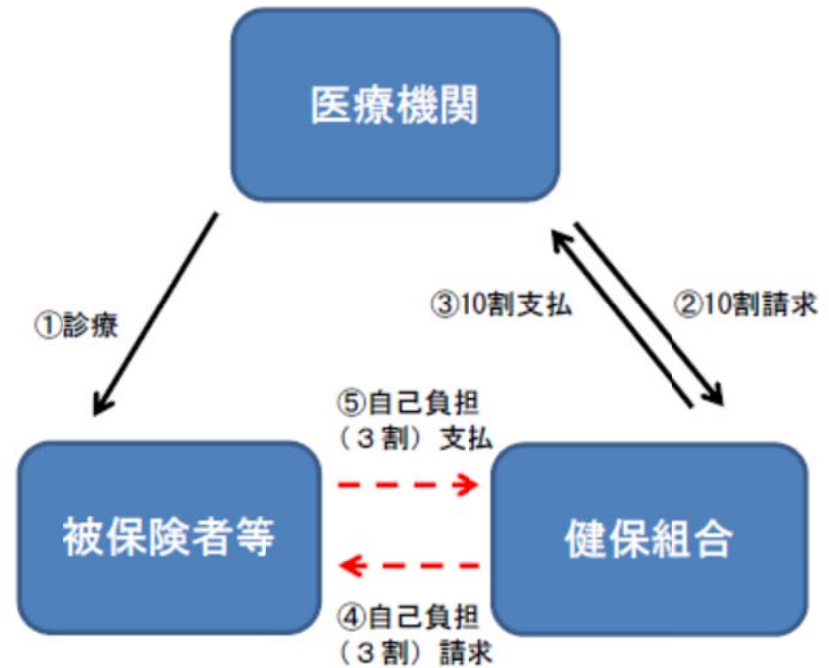 医療機関
①診療
③10割支払
②10割請求
⑤自己負担
（３割）支払
被保険者等
健保組合
④自己負担
（３割）請求